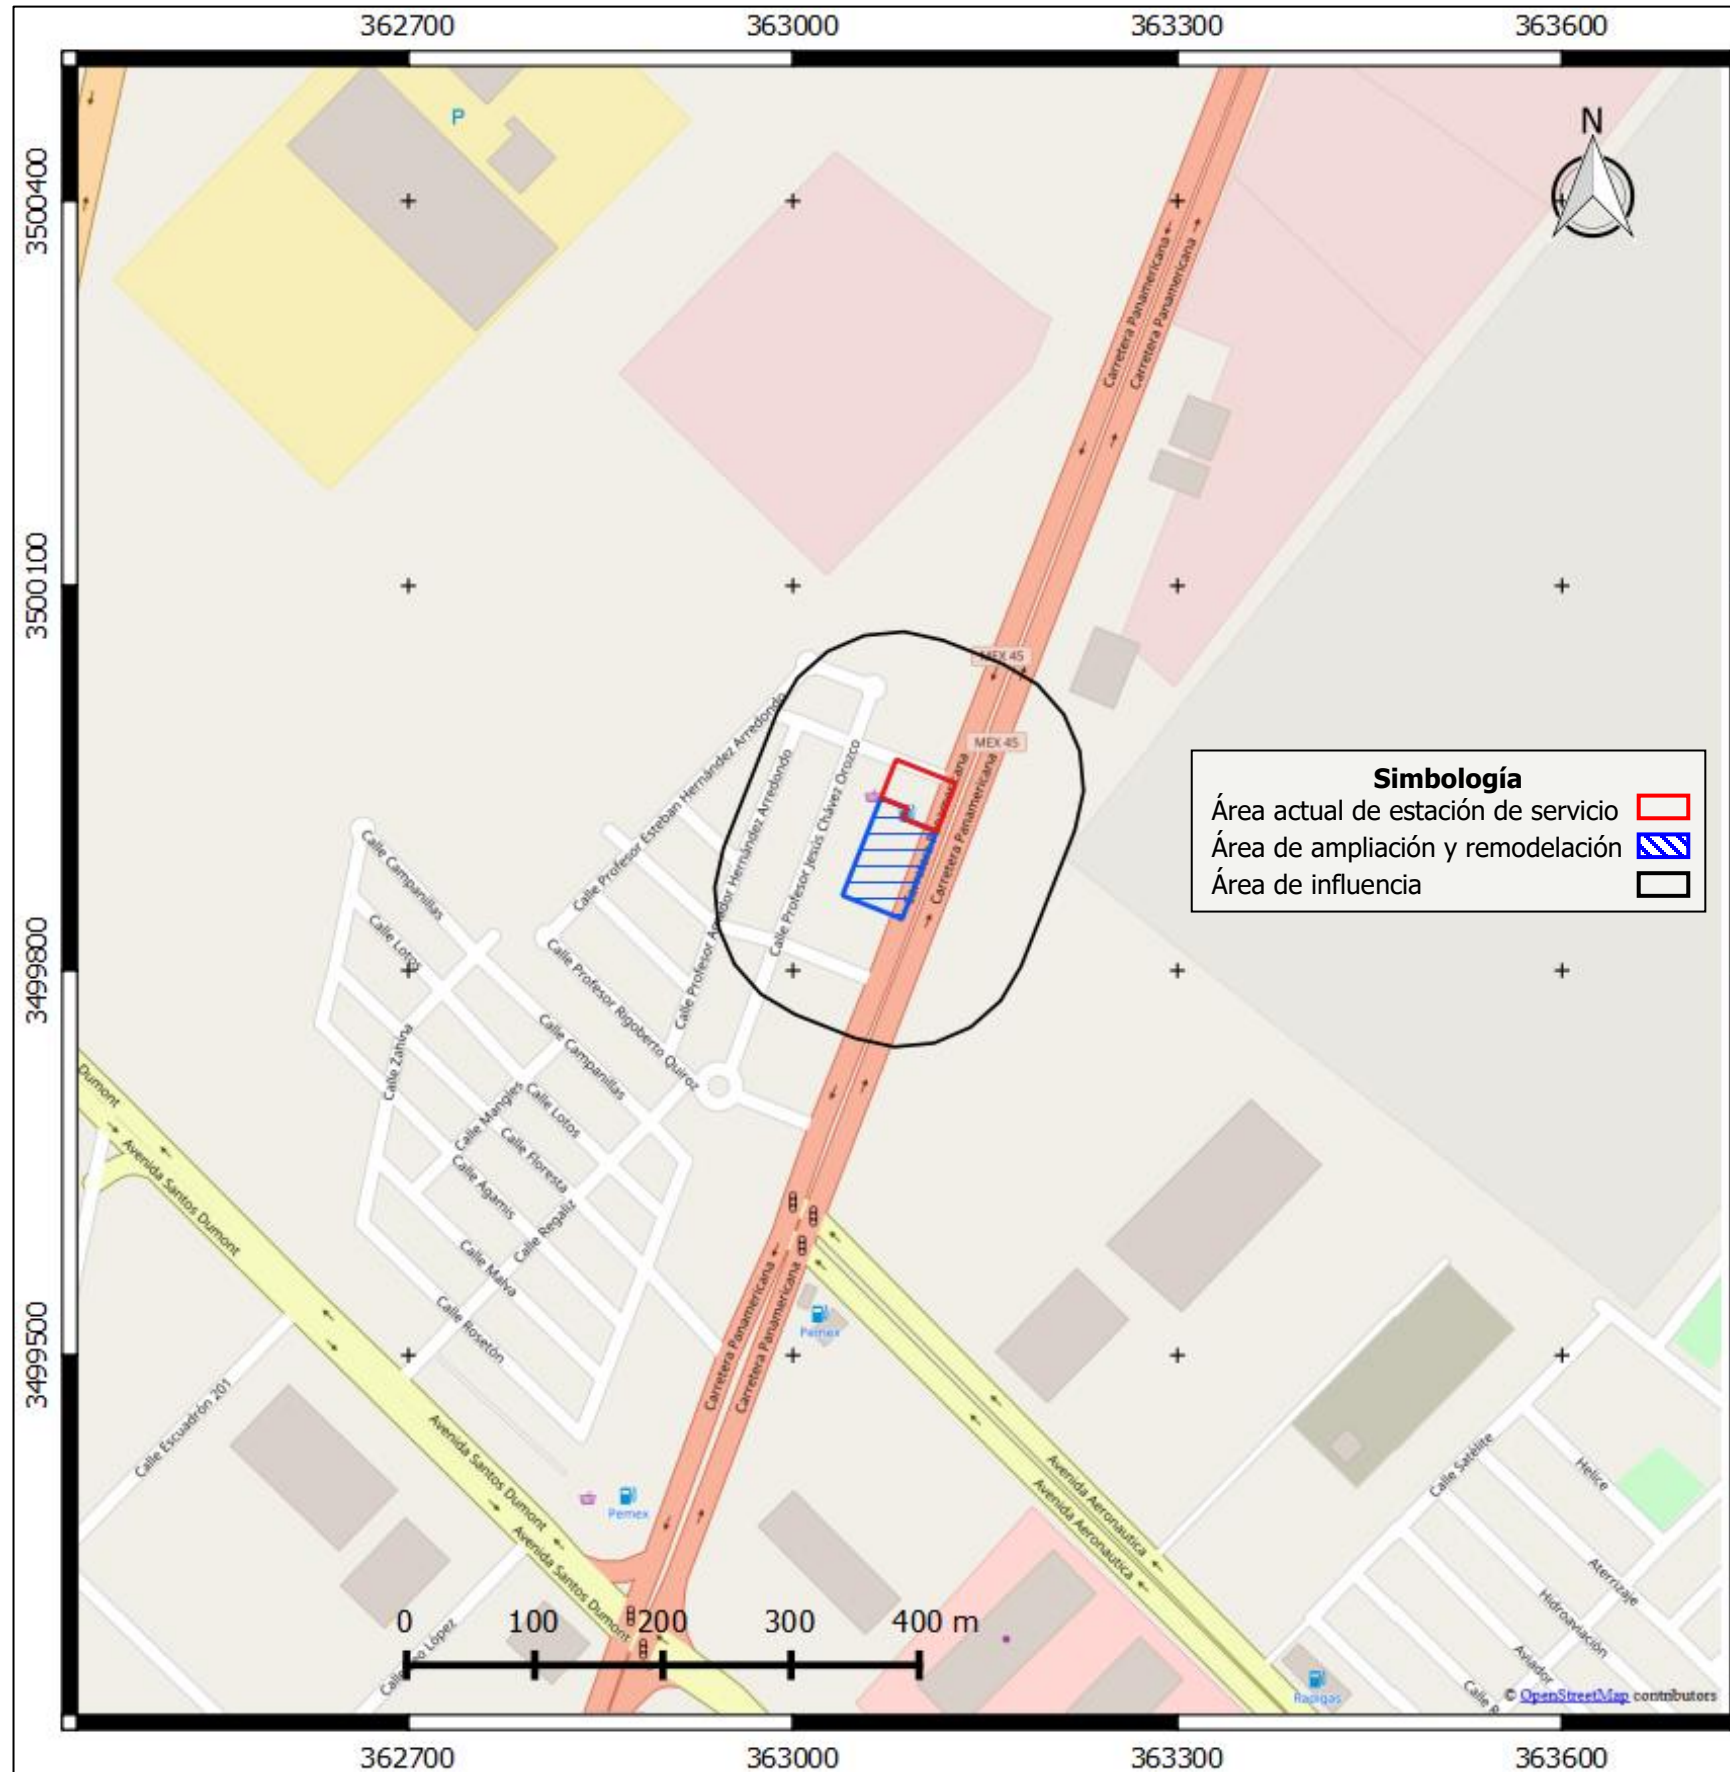 362700 363000 363300 363600
3500400
3500100
3499800
3499500
P
N
Carretera Panamericana
Carretera Panamericana
MEX 45
MEX 45
Simbología
Área actual de estación de servicio
Área de ampliación y remodelación
Área de influencia
Carretera Panamericana
Calle Profesor Esteban Hernández Arredondo
Calle Profesor Jesús Chávez Orozco
Calle Campanillas
Calle Lotos
Calle Profesor Rigoberto Quiroz
Calle Zahina
Calle Campanillas
Calle Mangles
Calle Lotos
Calle Floresta
Calle Agamis
Calle Regaliz
Calle Malva
Calle Rosetón
Dumont
Avenida Santos Dumont
Carretera Panamericana
Carretera Panamericana
Pemex
Calle Escuadrón 201
Avenida Santos Dumont
Pemex
Avenida Santos Dumont
Avenida Aeronautica
Avenida Aeronautica
Calle Satélite
Helice
Aterrizaje
Hidroaviación
Aviador
Rapigas
0 100 200 300 400 m
© OpenStreetMap contributors
362700 363000 363300 363600